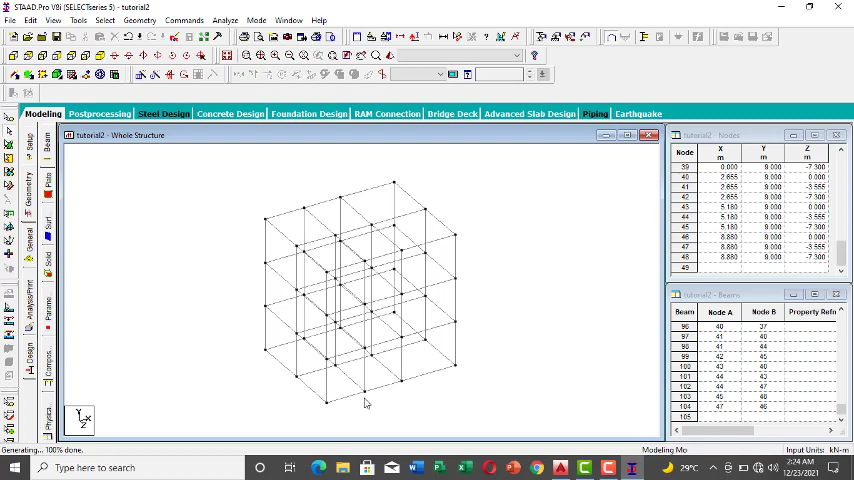 STAAD.Pro V8i (SELECTseries 5) - tutorial2
File Edit View Tools Select Geometry Commands Analyze Mode Window Help
Modeling Postprocessing Steel Design Concrete Design Foundation Design RAM Connection Bridge Deck Advanced Slab Design Piping Earthquake
Setup
Geometry
General
Analysis/Print
Design
Beam
Plate
Surf..
Solid
Parame..
Compos..
Physica..
tutorial2 - Whole Structure
Y
X
Z
tutorial2 - Nodes
Node X m Y m Z m
39 0.000 9.000 -7.300
40 2.655 9.000 0.000
41 2.655 9.000 -3.555
42 2.655 9.000 -7.300
43 5.180 9.000 0.000
44 5.180 9.000 -3.555
45 5.180 9.000 -7.300
46 8.880 9.000 0.000
47 8.880 9.000 -3.555
48 8.880 9.000 -7.300
49
tutorial2 - Beams
Beam Node A Node B Property Refn
96 40 37
97 41 40
98 41 44
99 42 45
100 43 40
101 44 43
102 44 47
103 45 48
104 47 46
105
Generating... 100% done.
Modeling Mo
Input Units: kN-m
Type here to search
29°C
2:24 AM
12/23/2021